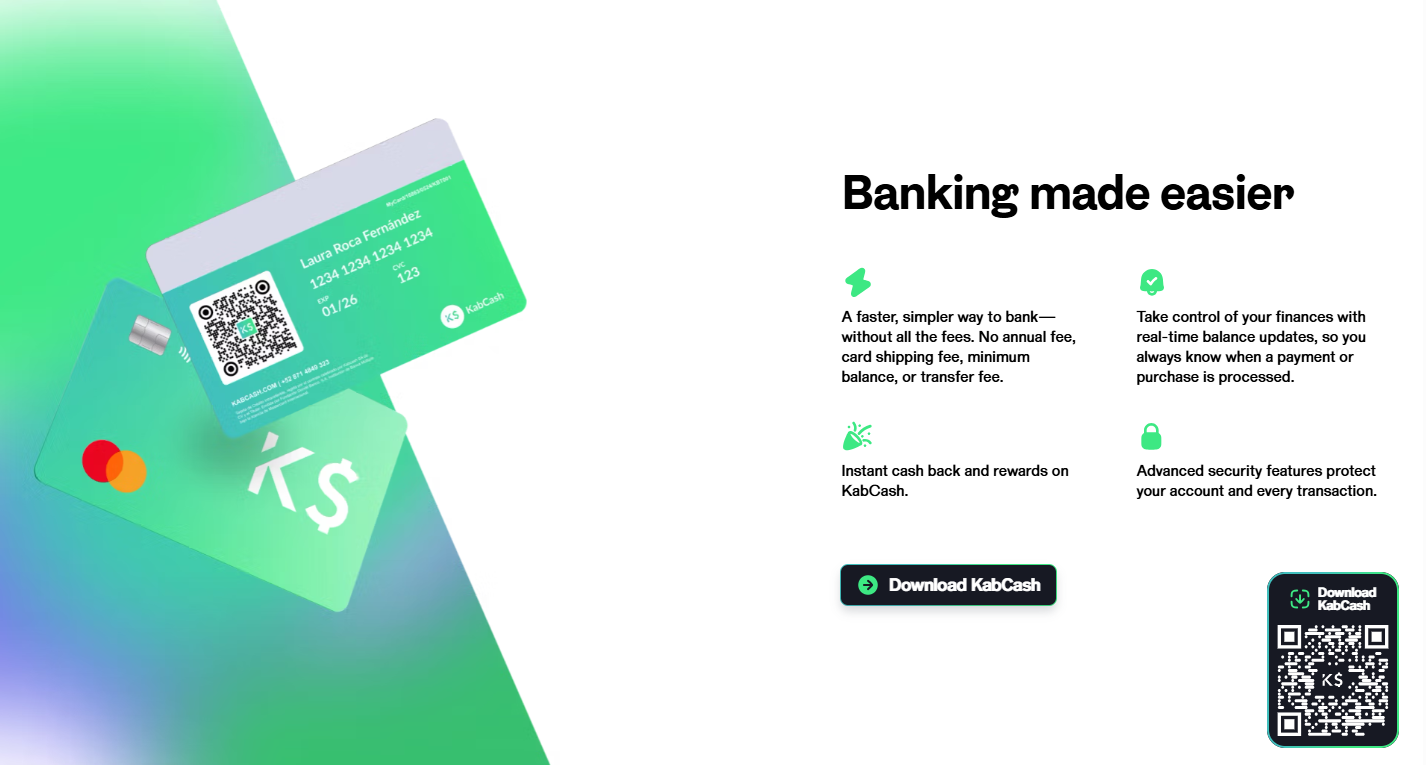 Laura Roca Fernández
1234 1234 1234 1234
EXP
01/26
CVC
123
K$
K$ KabCash
KABCASH.COM | +52 871 4840 333
K$
Banking made easier
A faster, simpler way to bank—
without all the fees. No annual fee,
card shipping fee, minimum
balance, or transfer fee.
Take control of your finances with
real-time balance updates, so you
always know when a payment or
purchase is processed.
Instant cash back and rewards on
KabCash.
Advanced security features protect
your account and every transaction.
Download KabCash
Download
KabCash
K$